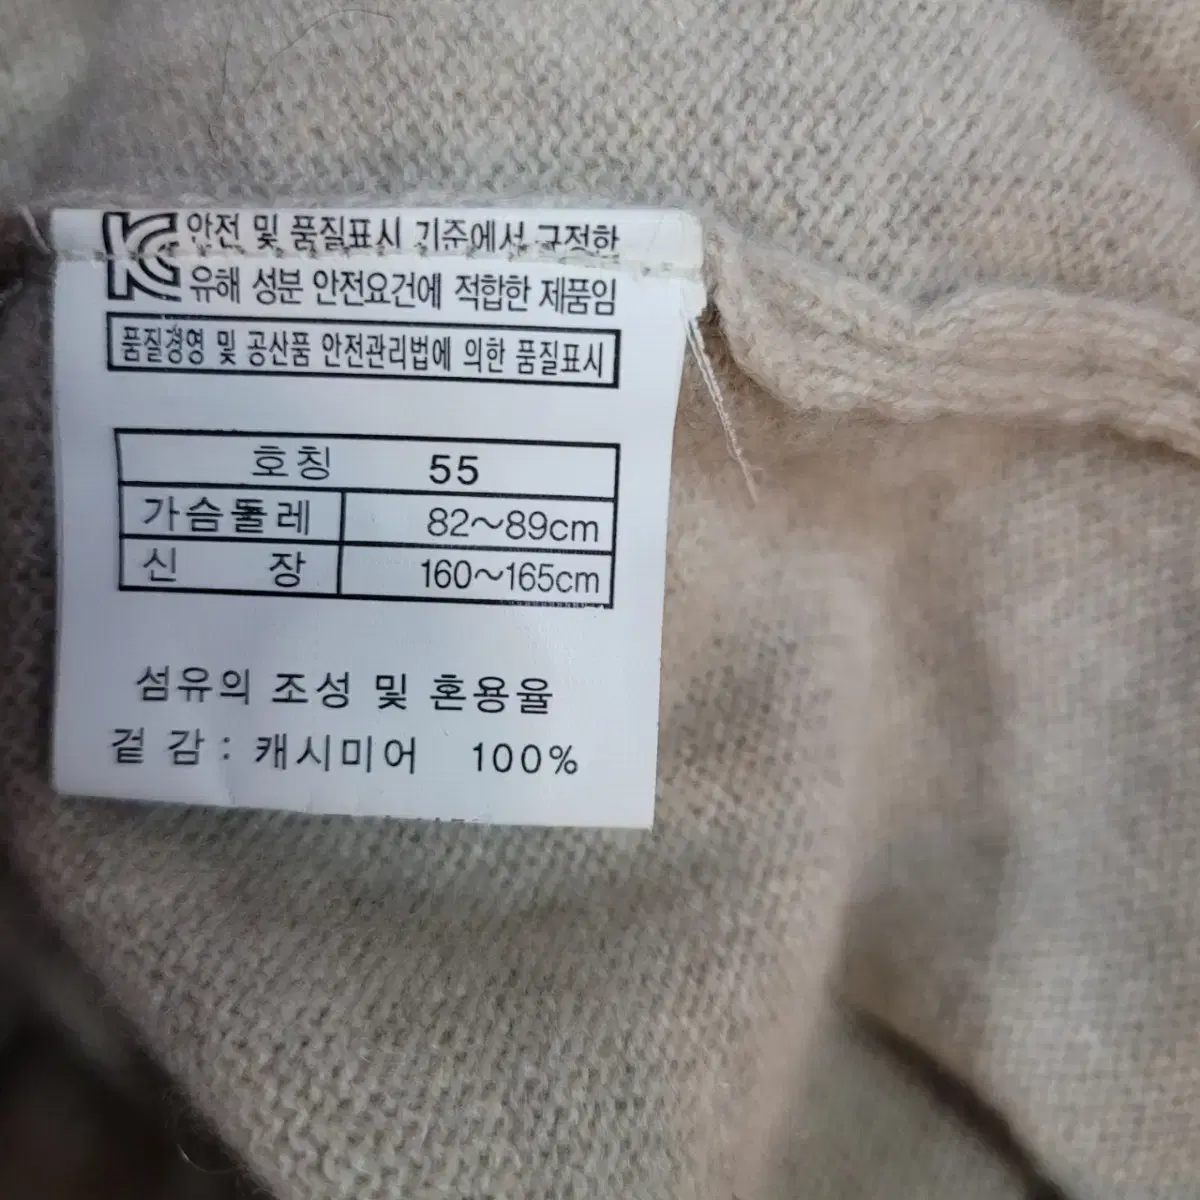 KC 안전 및 품질표시 기준에서 규정한
유해 성분 안전요건에 적합한 제품임
품질경영 및 공산품 안전관리법에 의한 품질표시
호칭 55
가슴둘레 82~89cm
신 장 160~165cm
섬유의 조성 및 혼용율
겉 감 : 캐시미어 100%